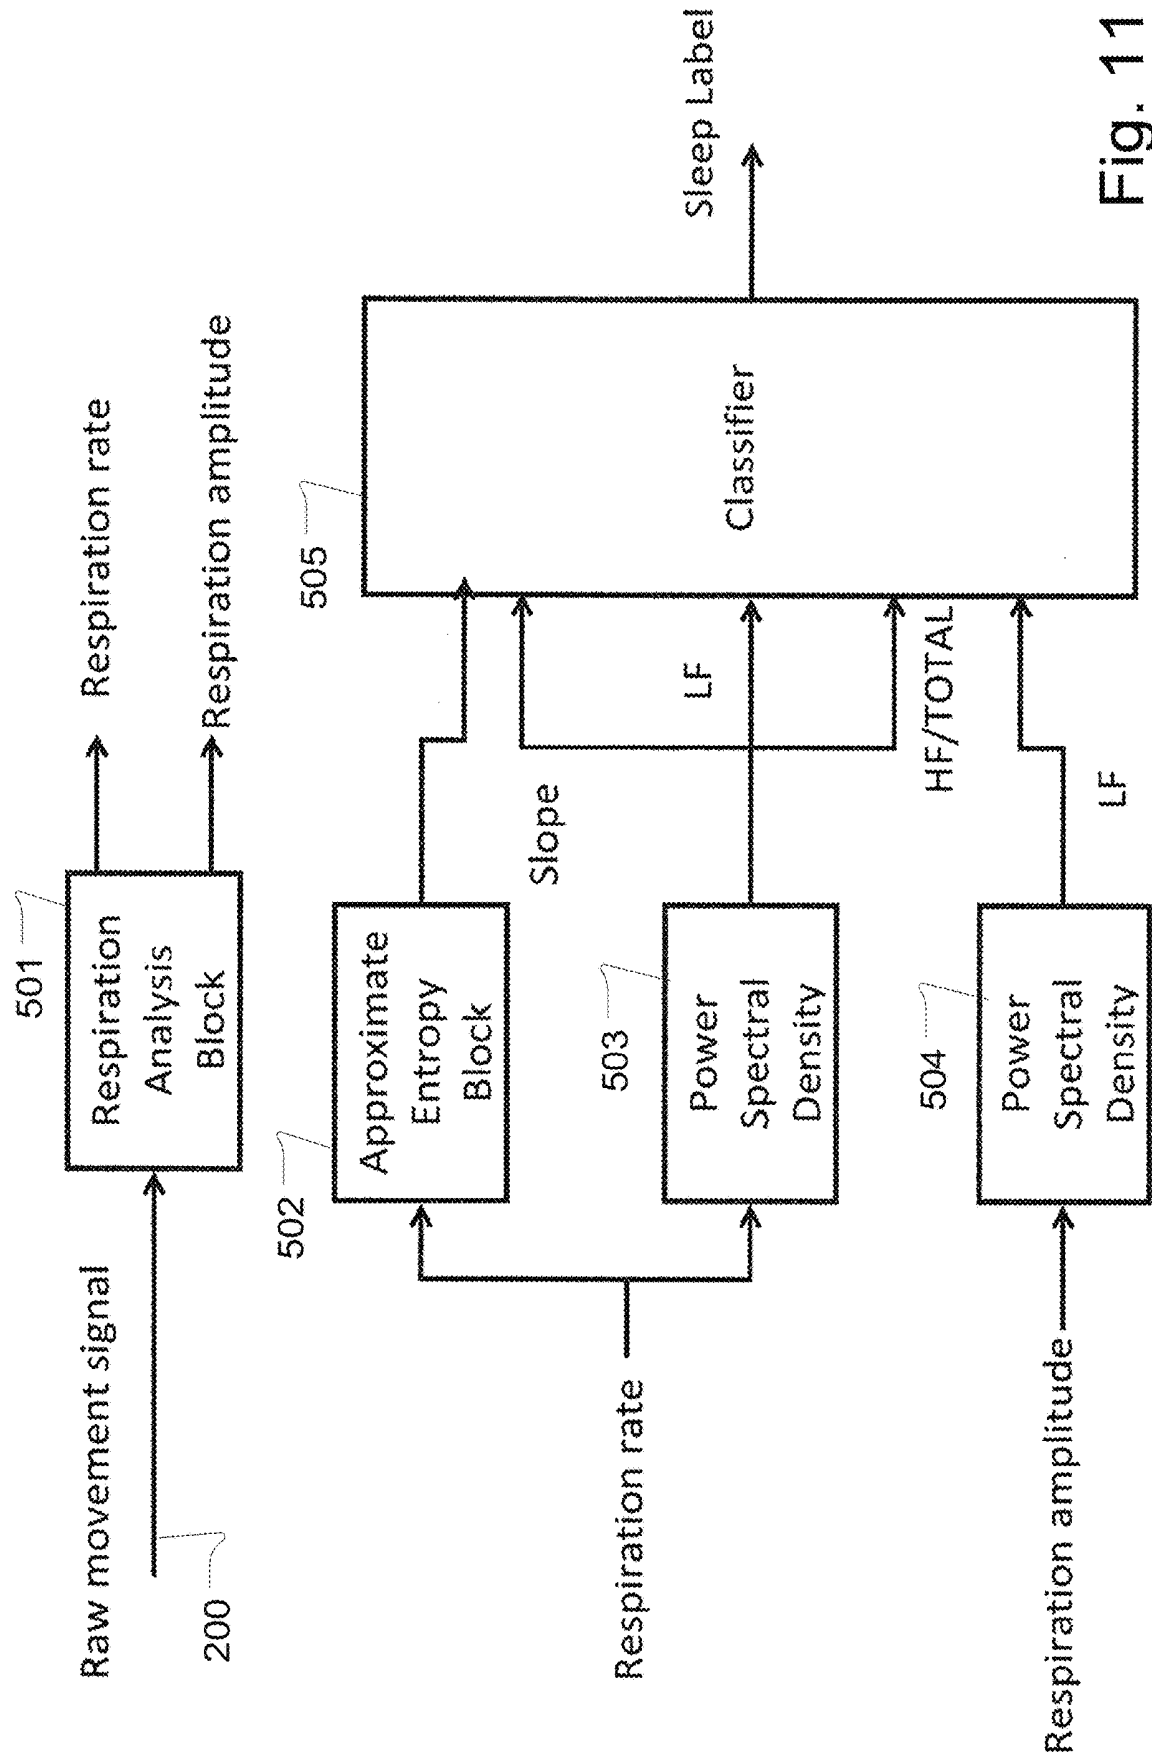 Raw movement signal
200
501
Respiration
Analysis
Block
Respiration rate
Respiration amplitude
Respiration rate
502
Approximate
Entropy
Block
503
Power
Spectral
Density
Slope
LF
HF/TOTAL
505
Classifier
Sleep Label
Respiration amplitude
504
Power
Spectral
Density
LF
Fig. 11